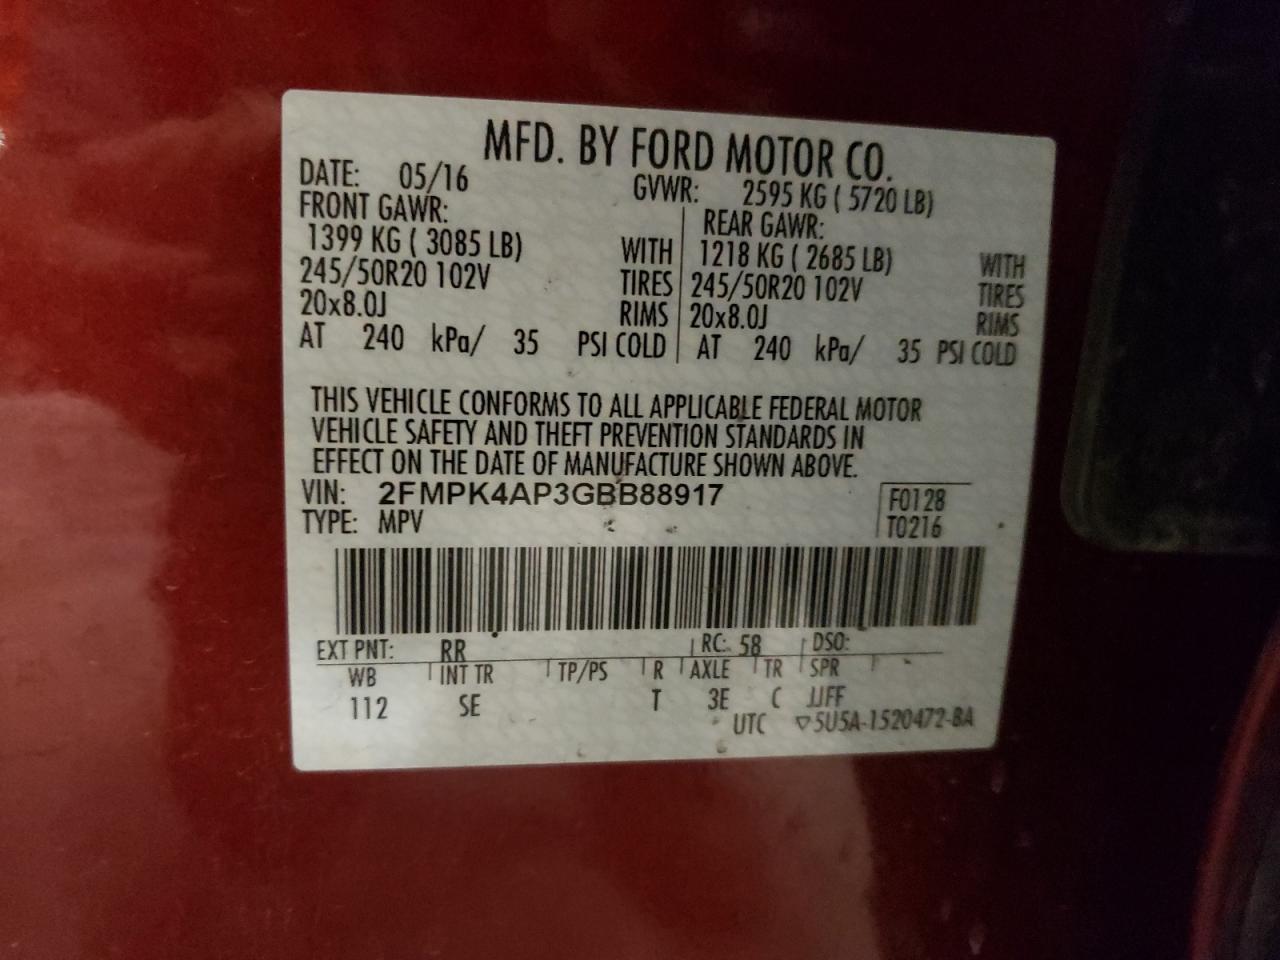 MFD. BY FORD MOTOR CO.
DATE: 05/16 GVWR: 2595 KG ( 5720 LB)
FRONT GAWR: REAR GAWR:
1399 KG ( 3085 LB) WITH 1218 KG ( 2685 LB) WITH
245/50R20 102V TIRES 245/50R20 102V TIRES
20x8.0J RIMS 20x8.0J RIMS
AT 240 kPa/ 35 PSI COLD AT 240 kPa/ 35 PSI COLD
THIS VEHICLE CONFORMS TO ALL APPLICABLE FEDERAL MOTOR
VEHICLE SAFETY AND THEFT PREVENTION STANDARDS IN
EFFECT ON THE DATE OF MANUFACTURE SHOWN ABOVE.
VIN: 2FMPK4AP3GBB88917 F0128
TYPE: MPV T0216
EXT PNT: RR RC: 58 DSO:
WB INT TR TP/PS R AXLE TR SPR
112 SE T 3E C JJFF
UTC ▽5U5A-1520472-BA